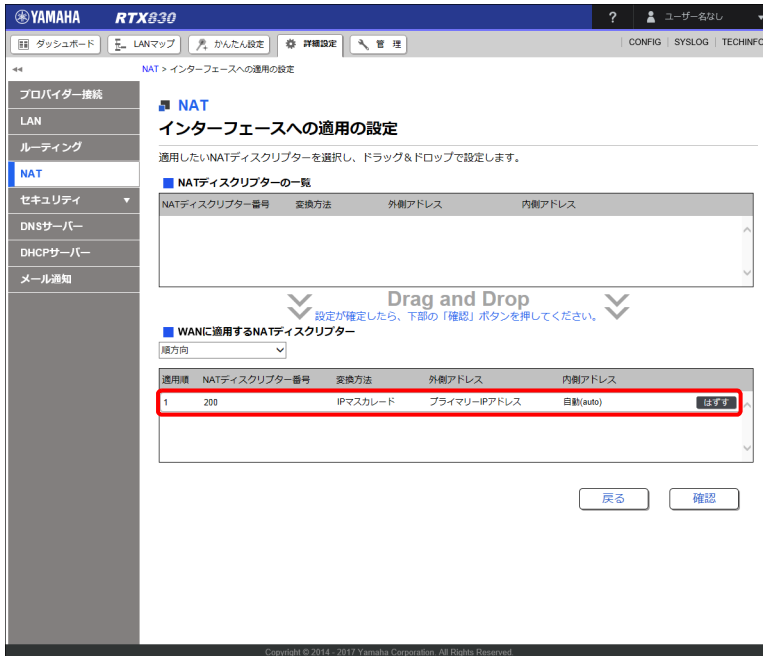 YAMAHA RTX830 ? ユーザー名なし
ダッシュボード LANマップ かんたん設定 詳細設定 管 理 CONFIG SYSLOG TECHINFO
NAT > インターフェースへの適用の設定
プロバイダー接続
LAN
ルーティング
NAT
セキュリティ
DNSサーバー
DHCPサーバー
メール通知
NAT
インターフェースへの適用の設定
適用したいNATディスクリプターを選択し、ドラッグ＆ドロップで設定します。
NATディスクリプターの一覧
NATディスクリプター番号 変換方法 外側アドレス 内側アドレス
Drag and Drop
設定が確定したら、下部の「確認」ボタンを押してください。
WANに適用するNATディスクリプター
順方向
適用順 NATディスクリプター番号 変換方法 外側アドレス 内側アドレス
1 200 IPマスカレード プライマリーIPアドレス 自動(auto) はずす
戻る 確認
Copyright © 2014 - 2017 Yamaha Corporation. All Rights Reserved.